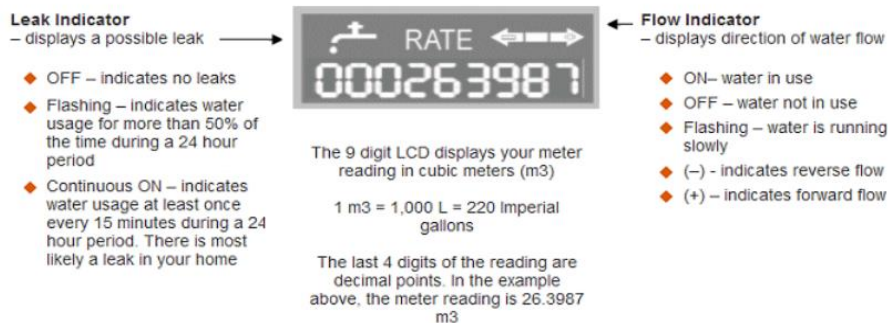 Leak Indicator
– displays a possible leak
OFF – indicates no leaks
Flashing – indicates water
usage for more than 50% of
the time during a 24 hour
period
Continuous ON – indicates
water usage at least once
every 15 minutes during a 24
hour period. There is most
likely a leak in your home
RATE
000263987
The 9 digit LCD displays your meter
reading in cubic meters (m3)
1 m3 = 1,000 L = 220 Imperial
gallons
The last 4 digits of the reading are
decimal points. In the example
above, the meter reading is 26.3987
m3
Flow Indicator
– displays direction of water flow
ON– water in use
OFF – water not in use
Flashing – water is running
slowly
(–) - indicates reverse flow
(+) – indicates forward flow